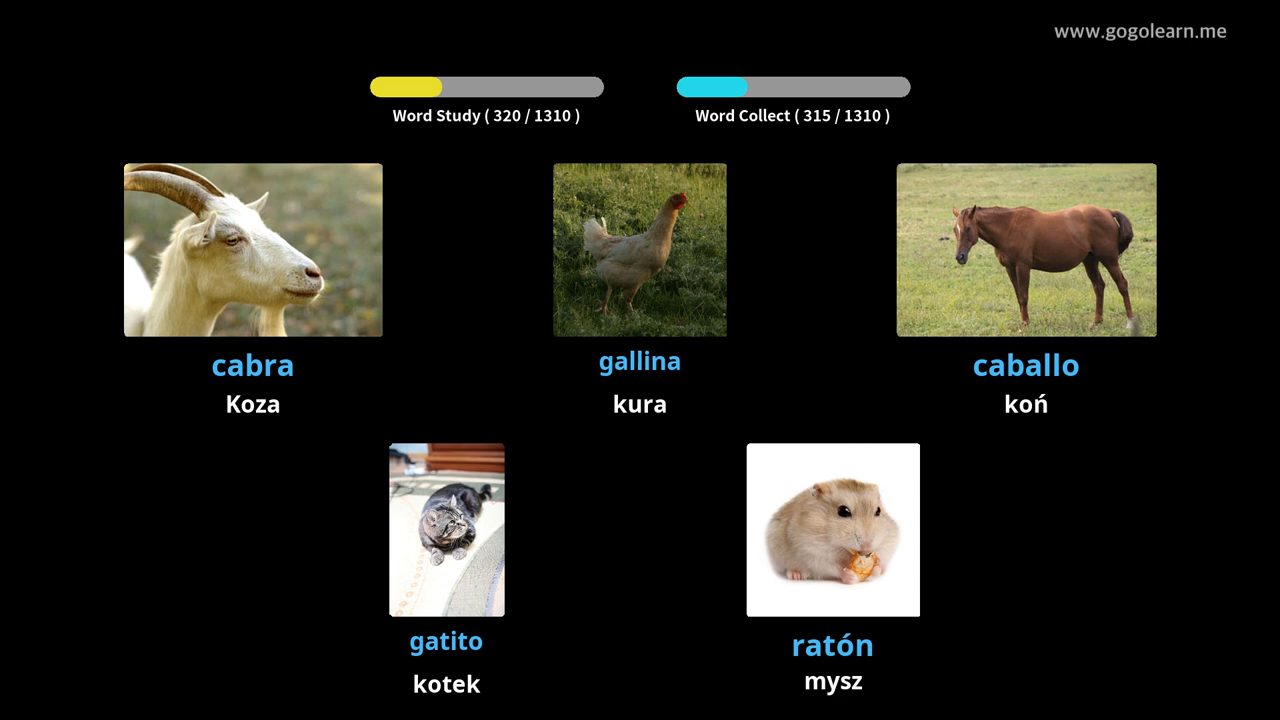 www.gogolearn.me
Word Study ( 320 / 1310 )
Word Collect ( 315 / 1310 )
cabra
Koza
gallina
kura
caballo
koń
gatito
kotek
ratón
mysz